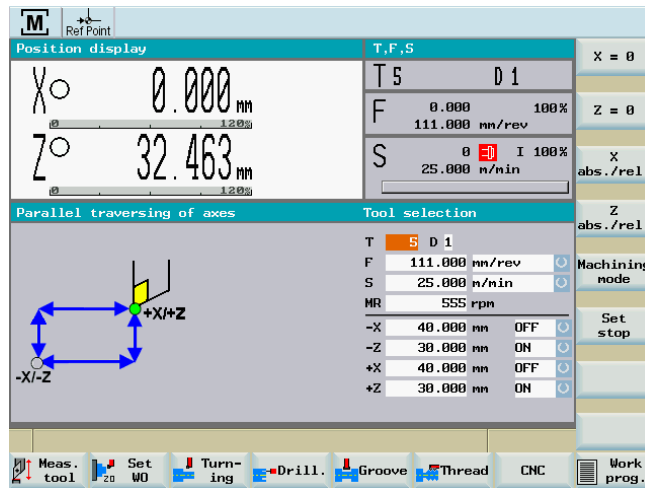 M
Ref Point
Position display
T,F,S
X = 0
X 0.000 mm
0 120%
T 5 D 1
F 0.000 100%
111.000 mm/rev
Z = 0
Z 32.463 mm
0 120%
S 0 I 100%
25.000 m/min
X
abs./rel
Z
abs./rel
Parallel traversing of axes
Tool selection
T 5 D 1
F 111.000 mm/rev
S 25.000 m/min
MR 555 rpm
-X 40.000 mm OFF
-Z 30.000 mm ON
+X 40.000 mm OFF
+Z 30.000 mm ON
+X/+Z
-X/-Z
Machining
mode
Set
stop
Meas.
tool
20
Set
WO
Turn-
ing
Drill.
Groove
Thread
CNC
Work
prog.